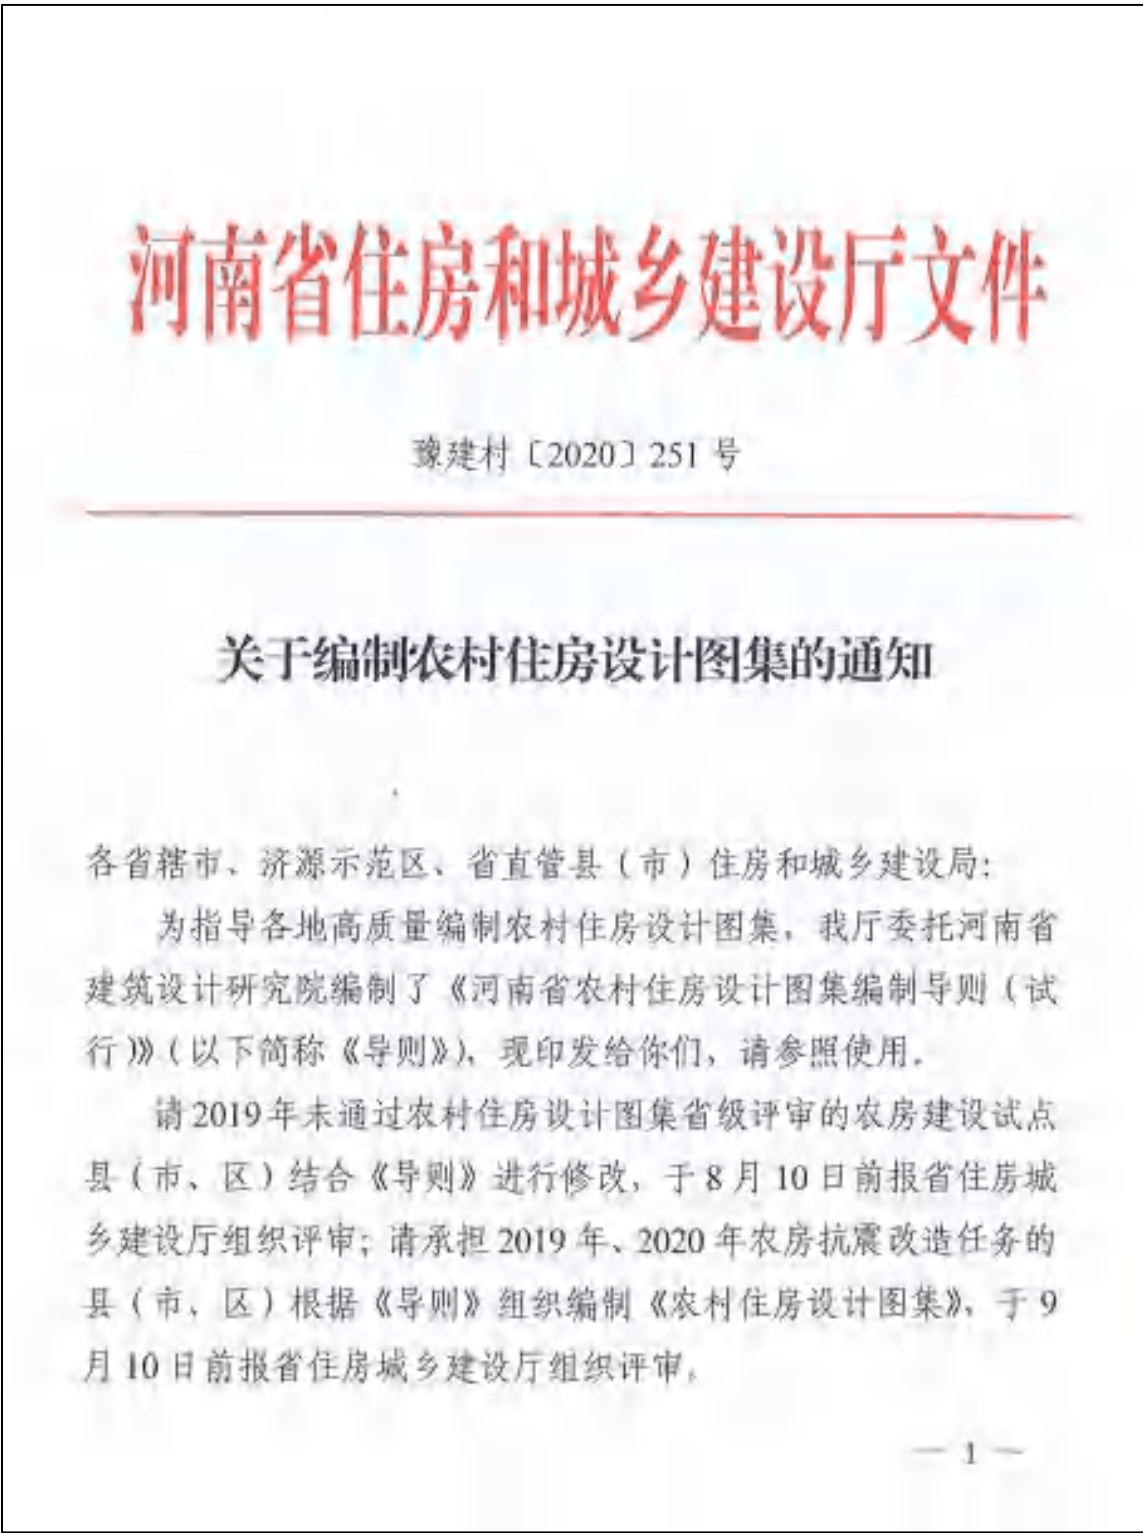 河南省住房和城乡建设厅文件
豫建村〔2020〕251号
关于编制农村住房设计图集的通知
各省辖市、济源示范区、省直管县（市）住房和城乡建设局：
为指导各地高质量编制农村住房设计图集，我厅委托河南省
建筑设计研究院编制了《河南省农村住房设计图集编制导则（试
行）》（以下简称《导则》），现印发给你们，请参照使用。
请2019年未通过农村住房设计图集省级评审的农房建设试点
县（市、区）结合《导则》进行修改，于8月10日前报省住房城
乡建设厅组织评审；请承担2019年、2020年农房抗震改造任务的
县（市、区）根据《导则》组织编制《农村住房设计图集》，于9
月10日前报省住房城乡建设厅组织评审。
— 1 —